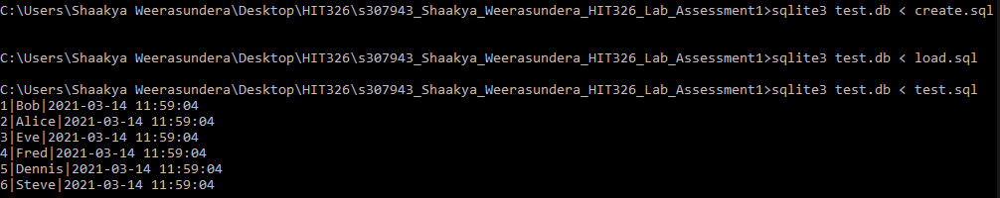 C:\Users\Shaakya Weerasundera\Desktop\HIT326\s307943_Shaakya_Weerasundera_HIT326_Lab_Assessment1>sqlite3 test.db < create.sql
C:\Users\Shaakya Weerasundera\Desktop\HIT326\s307943_Shaakya_Weerasundera_HIT326_Lab_Assessment1>sqlite3 test.db < load.sql
C:\Users\Shaakya Weerasundera\Desktop\HIT326\s307943_Shaakya_Weerasundera_HIT326_Lab_Assessment1>sqlite3 test.db < test.sql
1|Bob|2021-03-14 11:59:04
2|Alice|2021-03-14 11:59:04
3|Eve|2021-03-14 11:59:04
4|Fred|2021-03-14 11:59:04
5|Dennis|2021-03-14 11:59:04
6|Steve|2021-03-14 11:59:04